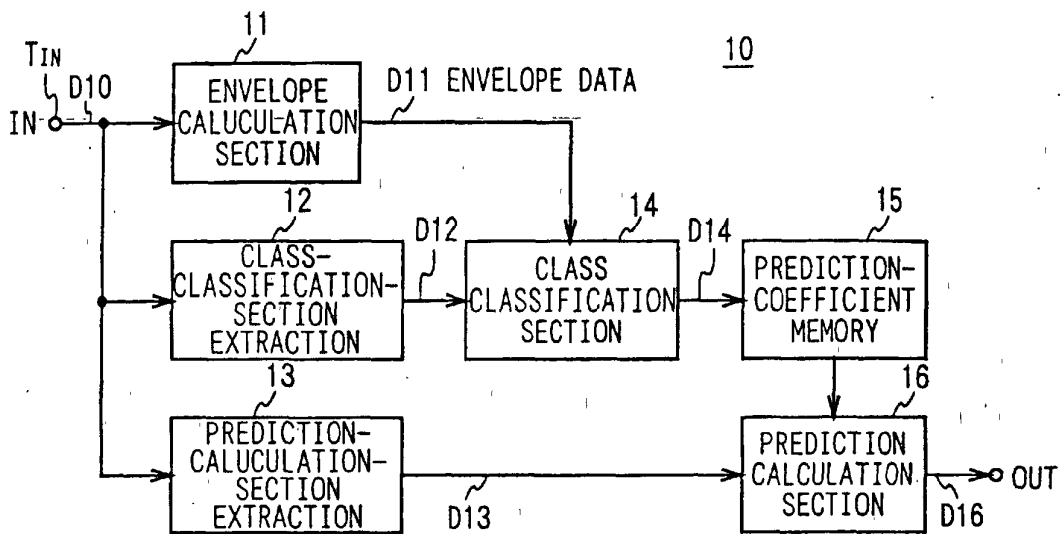 11
10
TIN
D10
IN
ENVELOPE
CALUCULATION
SECTION
D11 ENVELOPE DATA
12
CLASS-
CLASSIFICATION-
SECTION
EXTRACTION
D12
14
CLASS
CLASSIFICATION
SECTION
D14
15
PREDICTION-
COEFFICIENT
MEMORY
13
PREDICTION-
CALUCULATION-
SECTION
EXTRACTION
D13
16
PREDICTION
CALCULATION
SECTION
D16
OUT